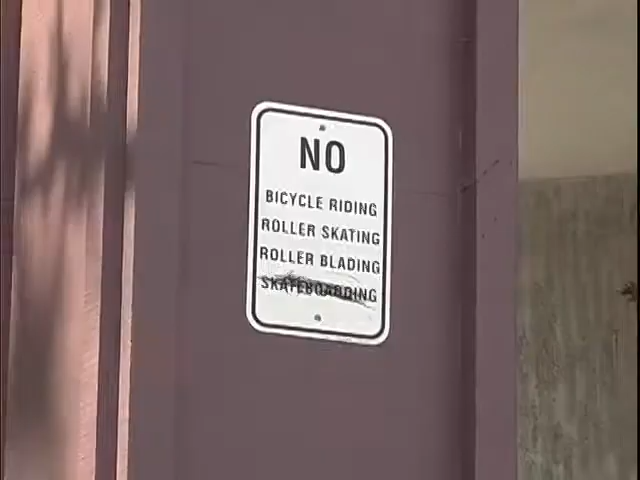 NO
BICYCLE RIDING
ROLLER SKATING
ROLLER BLADING
SKATEBOARDING